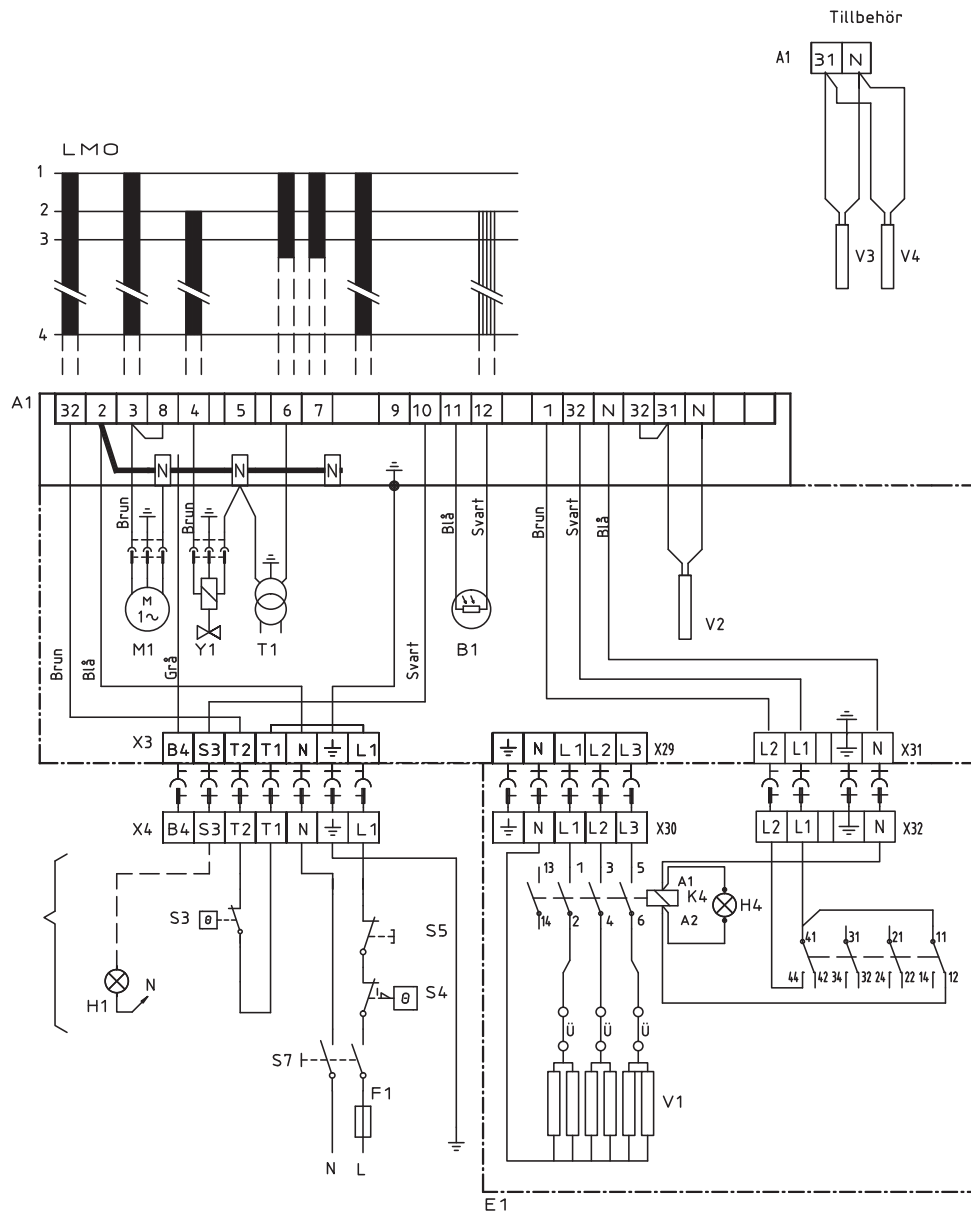 Tillbehör
A1 31 N
V3 V4
LMO
1
2
3
4
A1 32 2 3 8 4 5 6 7 9 10 11 12 1 32 N 32 31 N
N N N
Brun Brun Blå Svart Brun Svart Blå
M 1~
M1 Y1 T1 B1 V2
Brun Blå Grå Svart
X3 B4 S3 T2 T1 N L1 N L1 L2 L3 X29 L2 L1 N X31
X4 B4 S3 T2 T1 N L1 N L1 L2 L3 X30 L2 L1 N X32
13 1 3 5 A1 K4 A2 H4
14 2 4 6
S3 θ S5
41 31 21 11
44 42 34 32 24 22 14 12
H1 N θ S4
Ü Ü Ü
S7 F1
V1
N L
E1